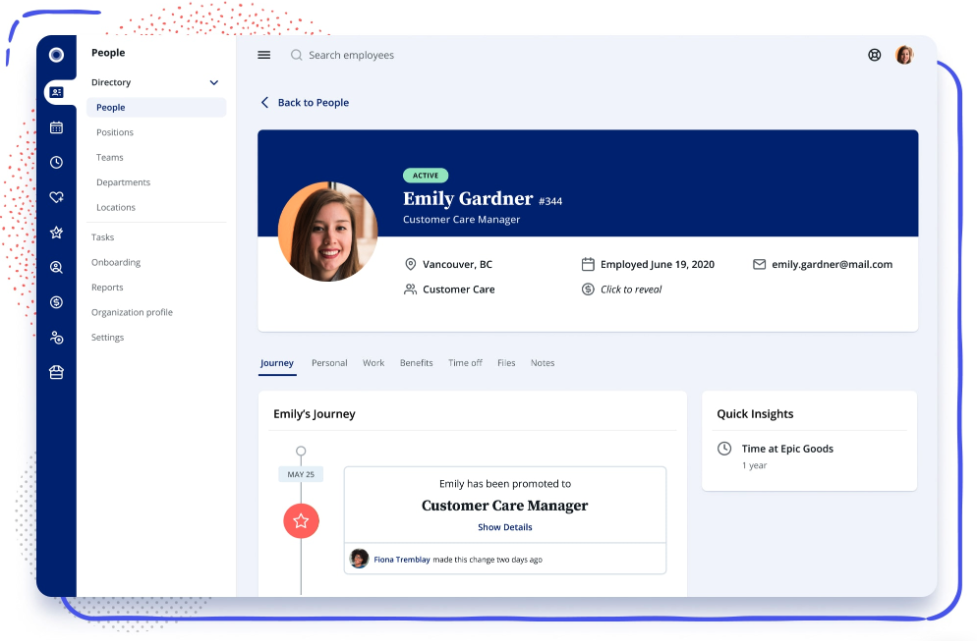 People
Directory
People
Positions
Teams
Departments
Locations
Tasks
Onboarding
Reports
Organization profile
Settings
Search employees
Back to People
ACTIVE
Emily Gardner #344
Customer Care Manager
Vancouver, BC
Employed June 19, 2020
emily.gardner@mail.com
Customer Care
Click to reveal
Journey Personal Work Benefits Time off Files Notes
Emily's Journey
MAY 25
Emily has been promoted to
Customer Care Manager
Show Details
Fiona Tremblay made this change two days ago
Quick Insights
Time at Epic Goods
1 year